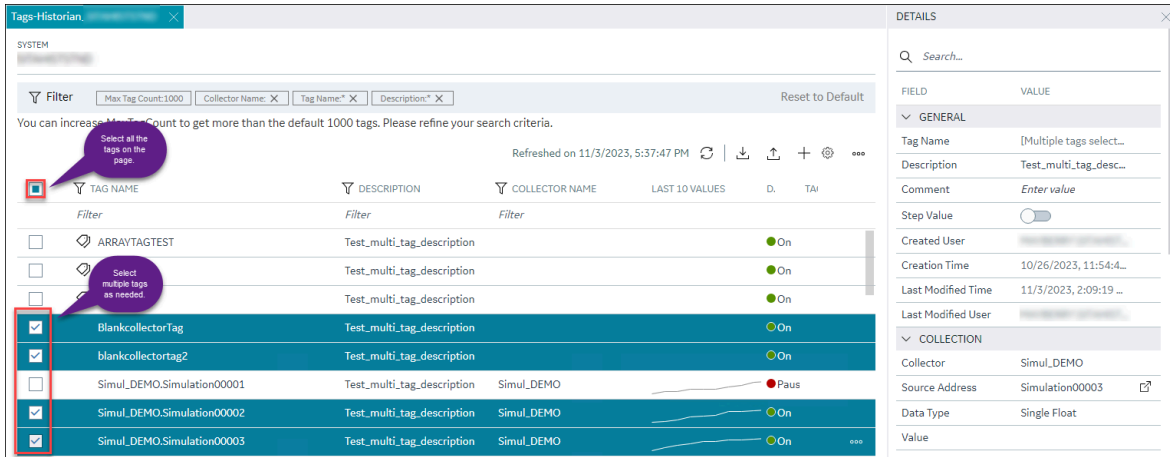 Tags-Historian_
DETAILS
SYSTEM
Search...
Filter
Max Tag Count:1000
Collector Name:
Tag Name:*
Description:*
Reset to Default
FIELD VALUE
You can increase MaxTagCount to get more than the default 1000 tags. Please refine your search criteria.
GENERAL
Select all the
tags on the
page.
Refreshed on 11/3/2023, 5:37:47 PM
Tag Name [Multiple tags select...
Description Test_multi_tag_desc...
TAG NAME DESCRIPTION COLLECTOR NAME LAST 10 VALUES D. TAG
Comment Enter value
Filter Filter Filter
Step Value
ARRAYTAGTEST Test_multi_tag_description On
Created User
Select
multiple tags
as needed.
Test_multi_tag_description On
Creation Time 10/26/2023, 11:54:4...
Test_multi_tag_description On
Last Modified Time 11/3/2023, 2:09:19 ...
Last Modified User
BlankcollectorTag Test_multi_tag_description On
COLLECTION
blankcollectortag2 Test_multi_tag_description On
Collector Simul_DEMO
Simul_DEMO.Simulation00001 Test_multi_tag_description Simul_DEMO Paus
Source Address Simulation00003
Simul_DEMO.Simulation00002 Test_multi_tag_description Simul_DEMO On
Data Type Single Float
Simul_DEMO.Simulation00003 Test_multi_tag_description Simul_DEMO On
Value